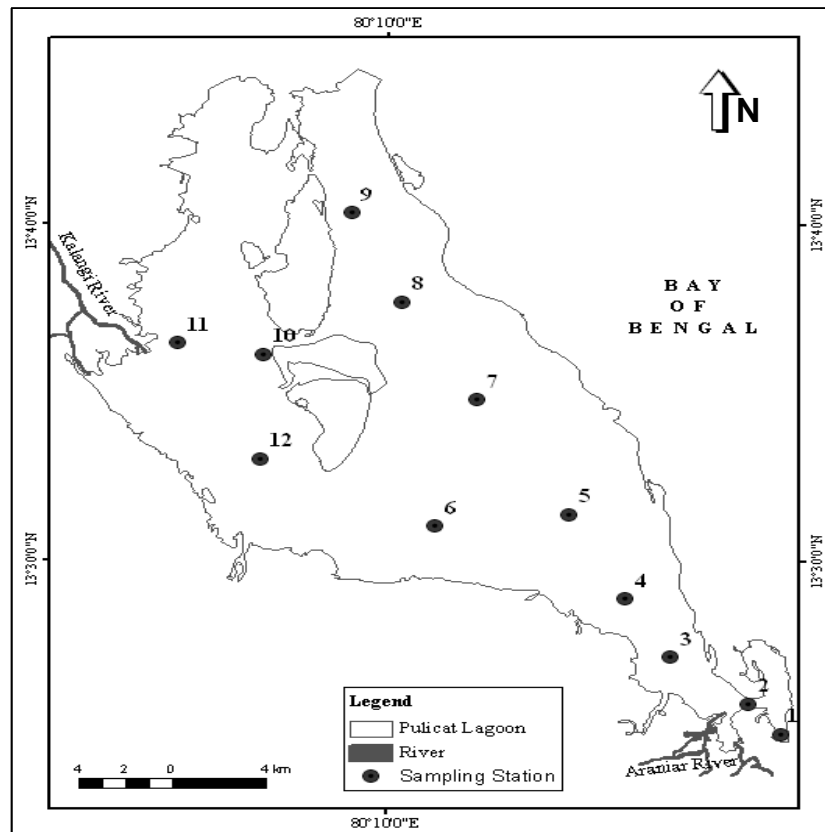 80°10'0"E
N
9
13°40'0"N
13°40'0"N
Kalangi River
8
BAY
OF
BENGAL
11
10
7
12
6
5
13°30'0"N
13°30'0"N
4
3
2
1
Legend
Pulicat Lagoon
River
Sampling Station
Araniar River
4 2 0 4 km
80°10'0"E